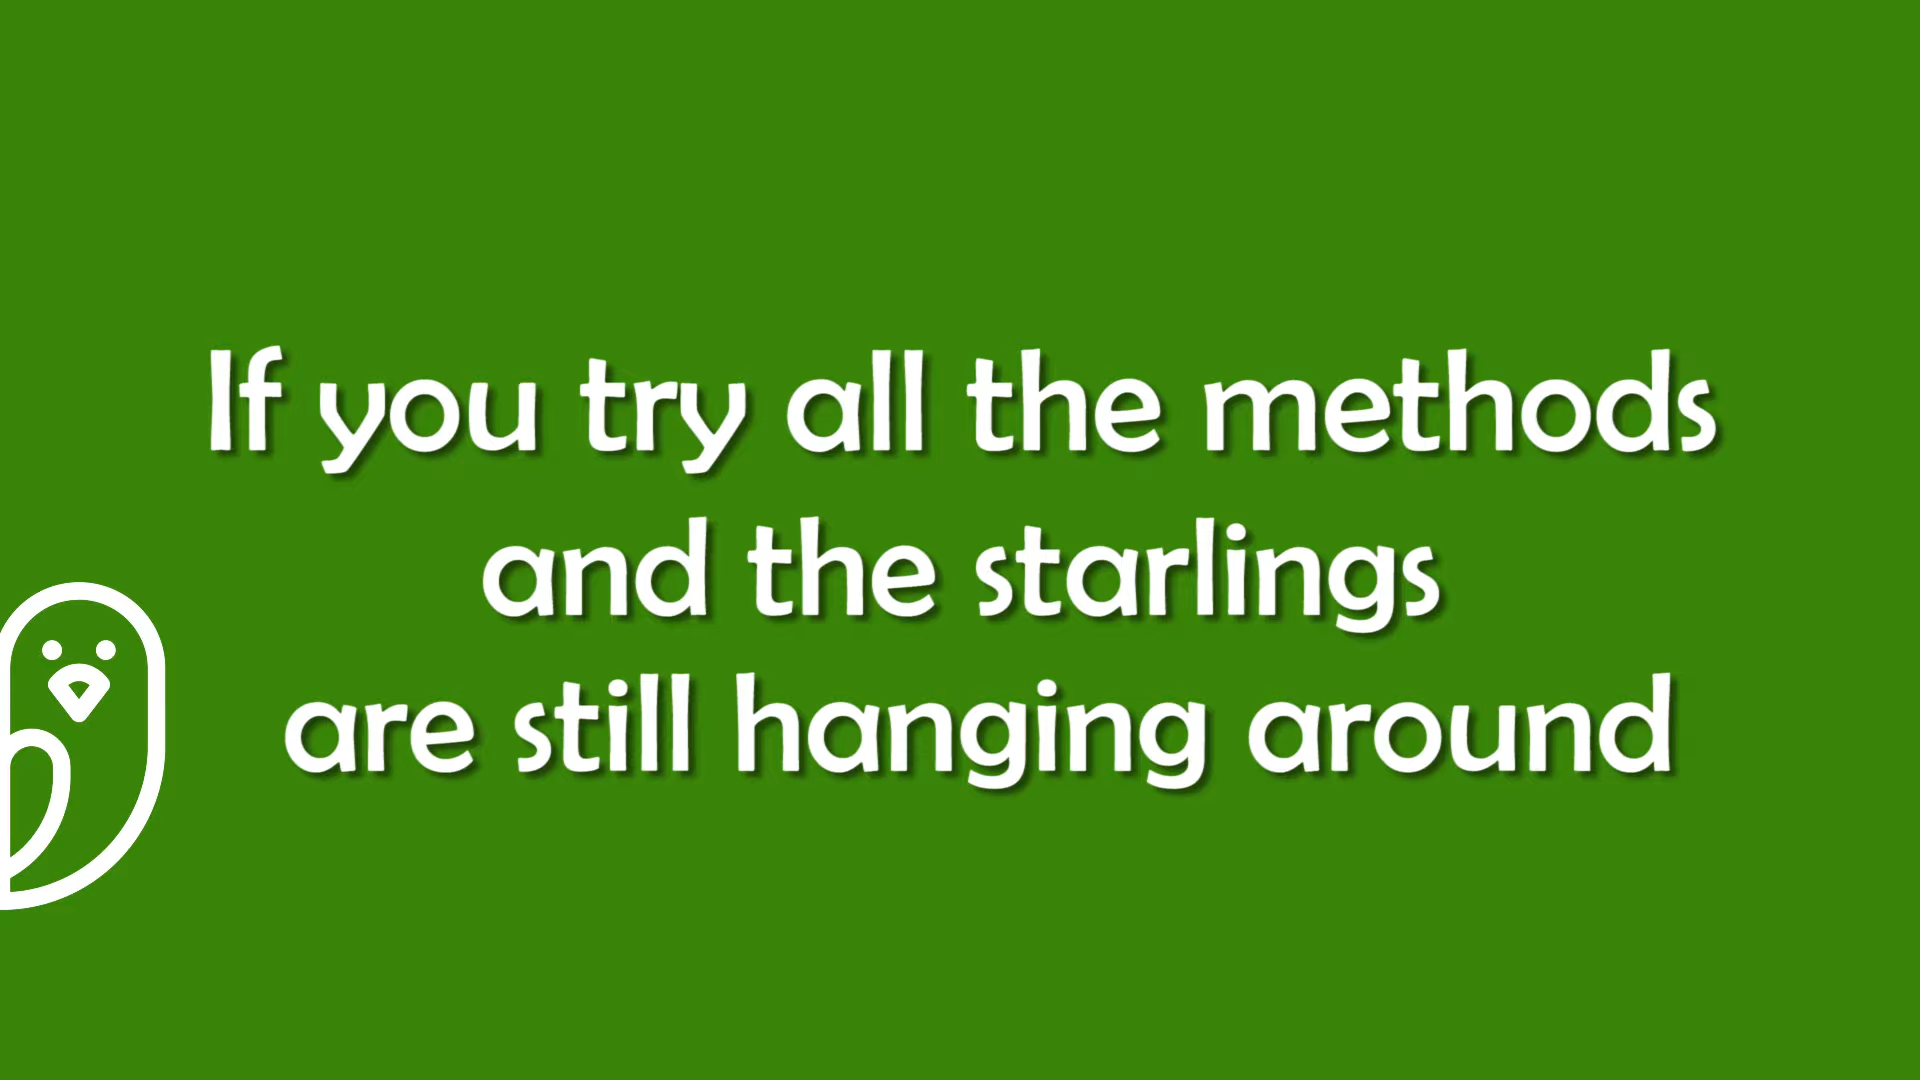 If you try all the methods
and the starlings
are still hanging around